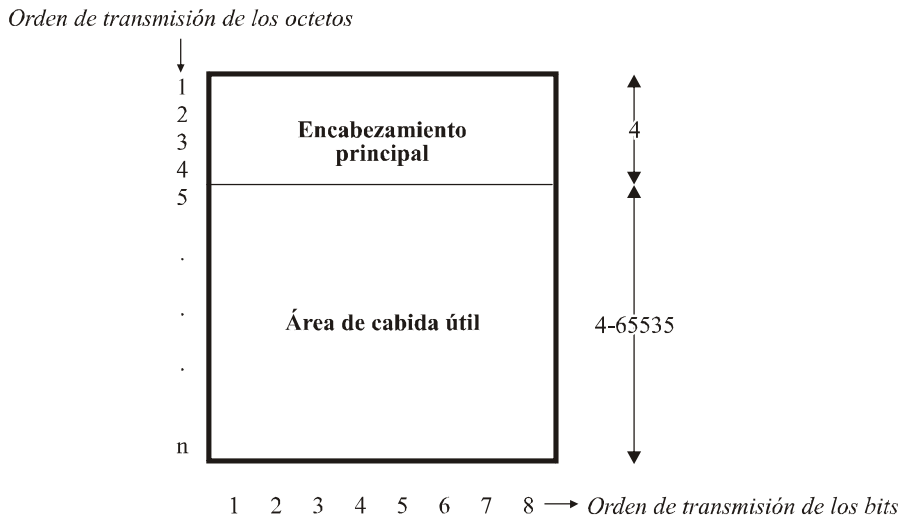 Orden de transmisión de los octetos
1
2
3
4
5
.
.
.
n
Encabezamiento
principal
Área de cabida útil
4
4-65535
1 2 3 4 5 6 7 8 Orden de transmisión de los bits